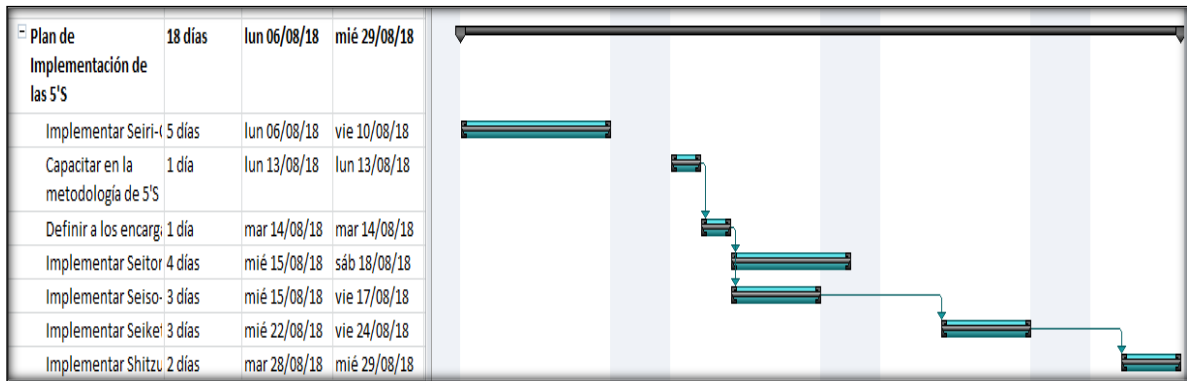 Plan de 18 días lun 06/08/18 mié 29/08/18
Implementación de
las 5'S
Implementar Seiri- 5 días lun 06/08/18 vie 10/08/18
Capacitar en la 1 día lun 13/08/18 lun 13/08/18
metodología de 5'S
Definir a los encarg 1 día mar 14/08/18 mar 14/08/18
Implementar Seitor 4 días mié 15/08/18 sáb 18/08/18
Implementar Seiso- 3 días mié 15/08/18 vie 17/08/18
Implementar Seiket 3 días mié 22/08/18 vie 24/08/18
Implementar Shitzu 2 días mar 28/08/18 mié 29/08/18